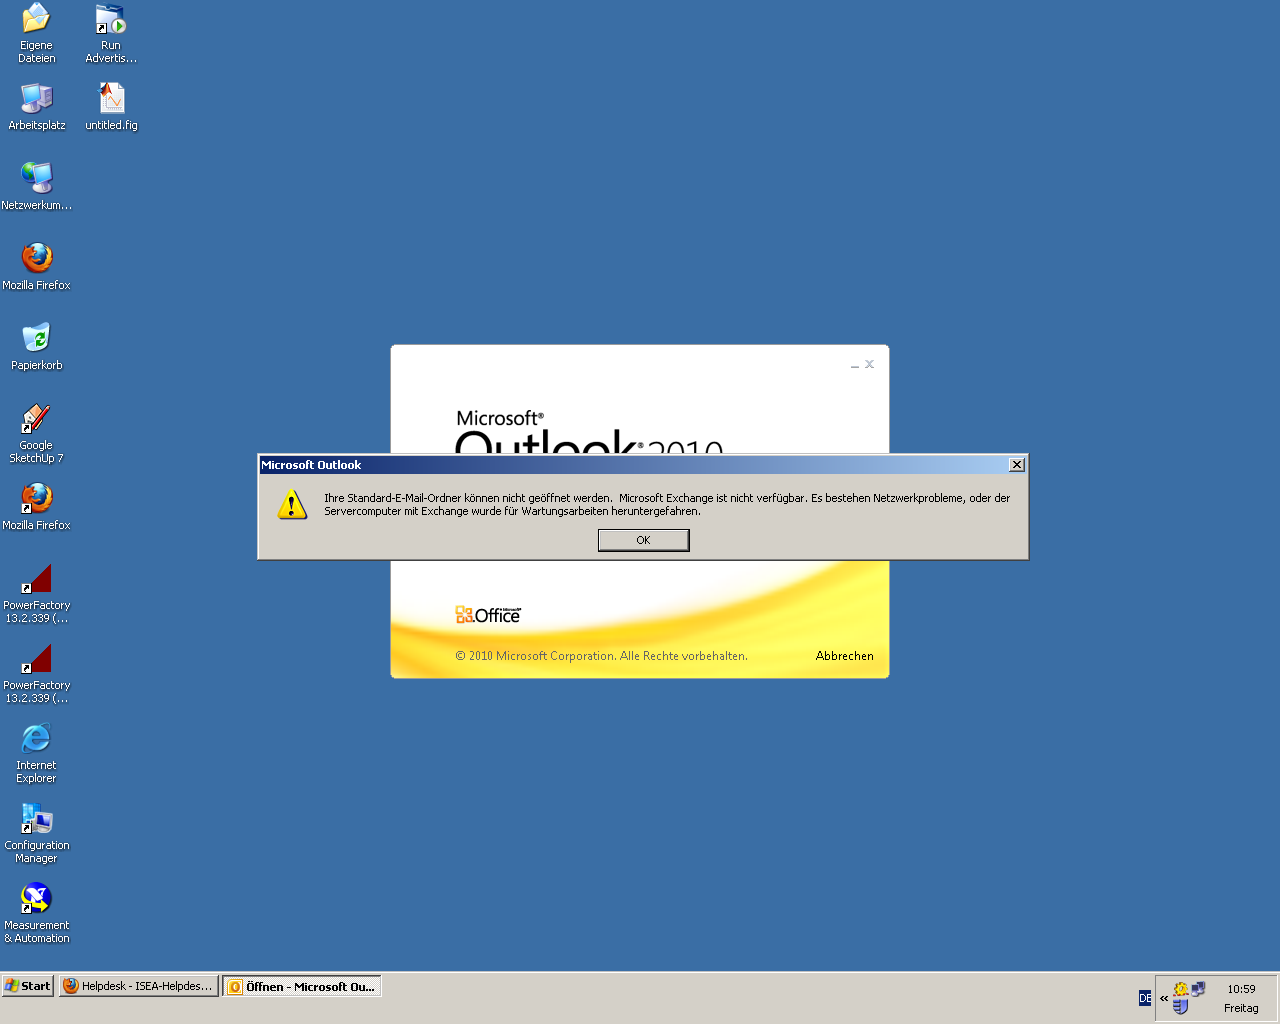 Eigene
Dateien
Run
Advertis...
Arbeitsplatz
untitled.fig
Netzwerkum...
Mozilla Firefox
Papierkorb
Google
SketchUp 7
Mozilla Firefox
PowerFactory
13.2.339 (...
PowerFactory
13.2.339 (...
Internet
Explorer
Configuration
Manager
Measurement
& Automation
Microsoft®
Outlook® 2010
Microsoft Outlook
Ihre Standard-E-Mail-Ordner können nicht geöffnet werden.  Microsoft Exchange ist nicht verfügbar. Es bestehen Netzwerkprobleme, oder der
Servercomputer mit Exchange wurde für Wartungsarbeiten heruntergefahren.
OK
Microsoft®
Office
© 2010 Microsoft Corporation. Alle Rechte vorbehalten.
Abbrechen
Start
Helpdesk - ISEA-Helpdes...
Öffnen - Microsoft Ou...
DE
«
10:59
Freitag